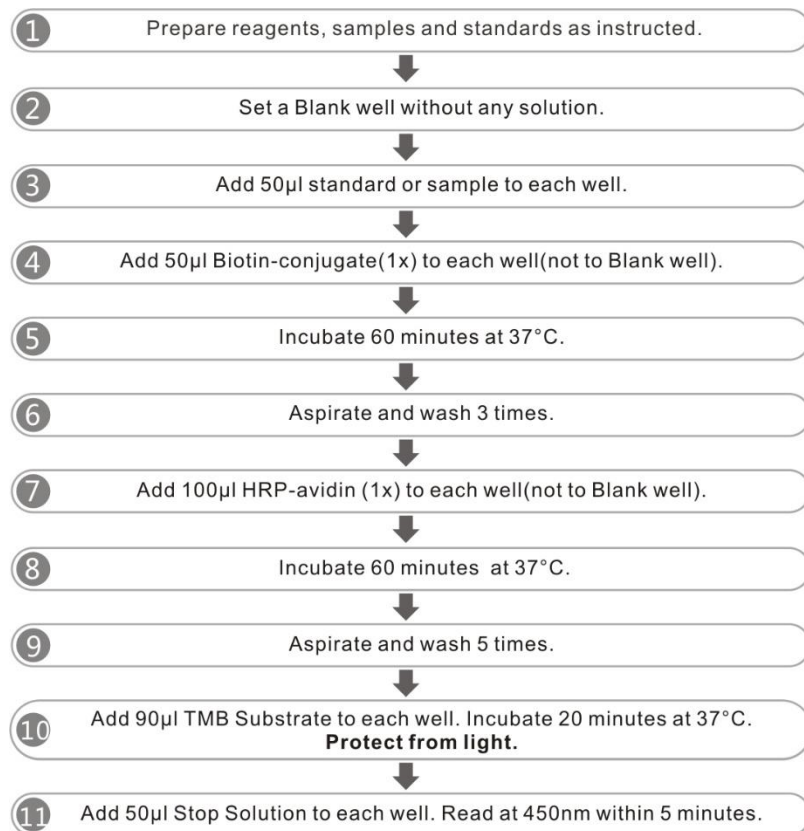 1 Prepare reagents, samples and standards as instructed.
2 Set a Blank well without any solution.
3 Add 50µl standard or sample to each well.
4 Add 50µl Biotin-conjugate(1x) to each well(not to Blank well).
5 Incubate 60 minutes at 37°C.
6 Aspirate and wash 3 times.
7 Add 100µl HRP-avidin (1x) to each well(not to Blank well).
8 Incubate 60 minutes at 37°C.
9 Aspirate and wash 5 times.
10 Add 90µl TMB Substrate to each well. Incubate 20 minutes at 37°C.
Protect from light.
11 Add 50µl Stop Solution to each well. Read at 450nm within 5 minutes.